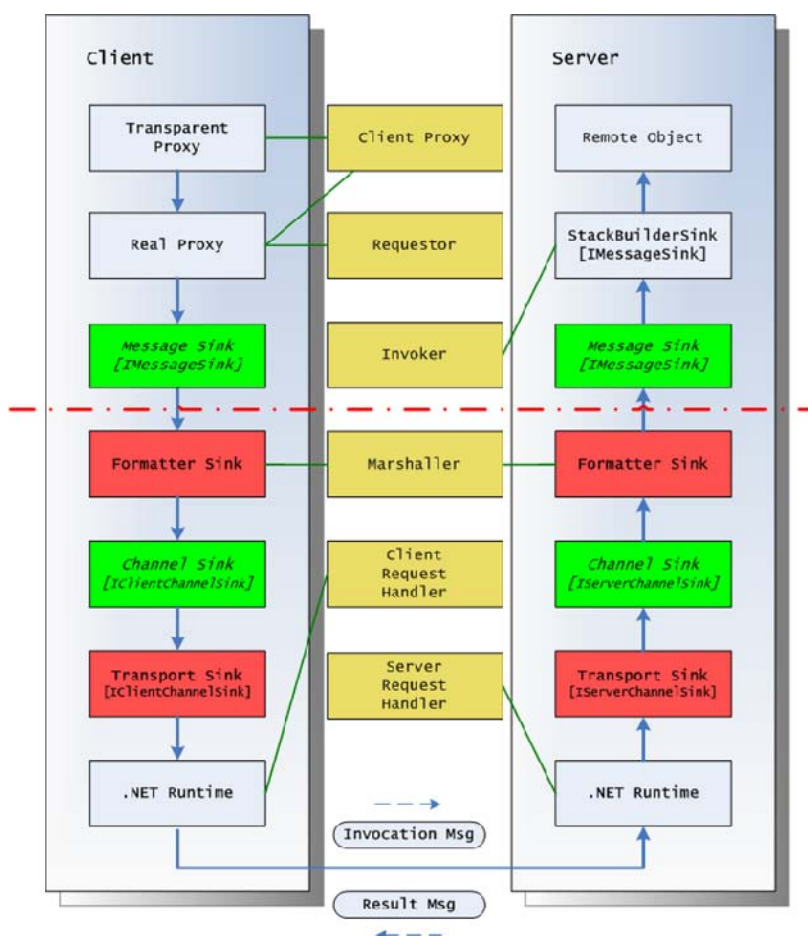 Client
Transparent
Proxy
Real Proxy
Message Sink
[IMessageSink]
Formatter Sink
Channel Sink
[IClientChannelSink]
Transport Sink
[IClientChannelSink]
.NET Runtime
Client Proxy
Requestor
Invoker
Marshaller
Client
Request
Handler
Server
Request
Handler
Invocation Msg
Result Msg
Server
Remote Object
StackBuilderSink
[IMessageSink]
Message Sink
[IMessageSink]
Formatter Sink
Channel Sink
[IServerChannelSink]
Transport Sink
[IServerChannelSink]
.NET Runtime